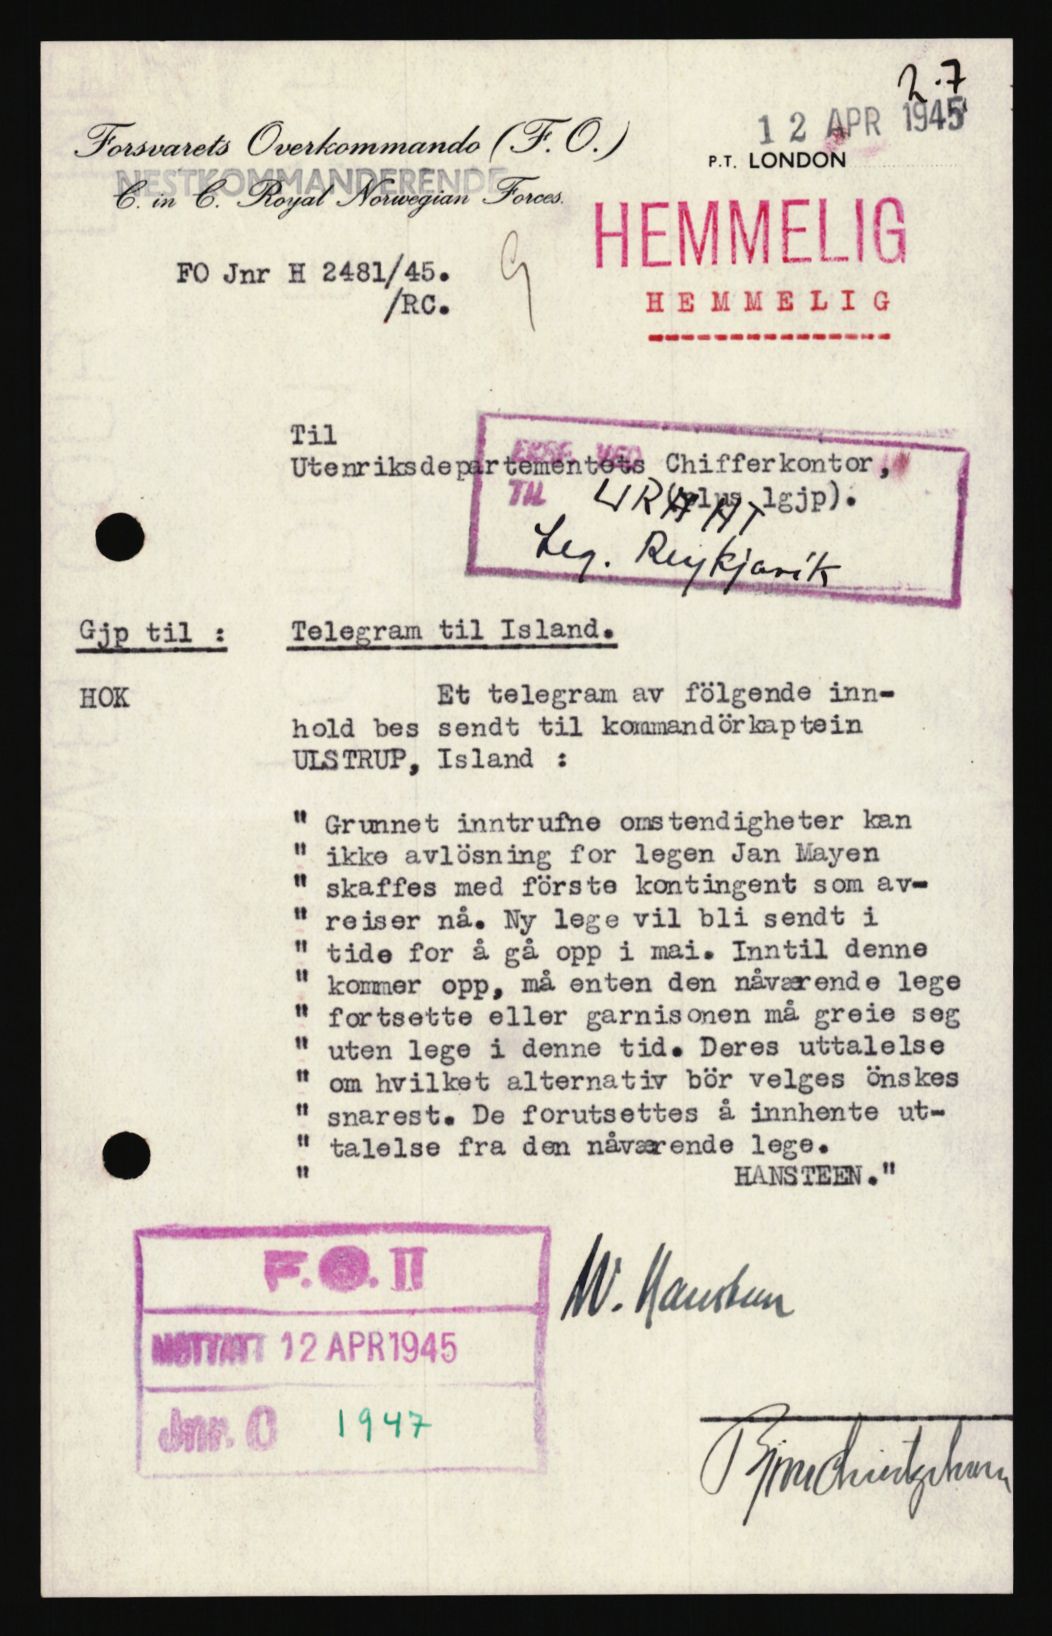 2.7
12 APR 1945
Forsvarets Overkommando (F.O.)
P.T. LONDON
NESTKOMMANDERENDE
C. in C. Royal Norwegian Forces.
HEMMELIG
FO Jnr H 2481/45.
/RC.
HEMMELIG
Til
Utenriksdepartementets Chifferkontor,
(plus 1gjp).
TIL
Leg. Reykjavik
Gjp til :
Telegram til Island.
HOK
Et telegram av fölgende inn-
hold bes sendt til kommandörkaptein
ULSTRUP, Island :
" Grunnet inntrufne omstendigheter kan
" ikke avlösning for legen Jan Mayen
" skaffes med förste kontingent som av-
" reiser nå. Ny lege vil bli sendt i
" tide for å gå opp i mai. Inntil denne
" kommer opp, må enten den nåværende lege
" fortsette eller garnisonen må greie seg
" uten lege i denne tid. Deres uttalelse
" om hvilket alternativ bör velges önskes
" snarest. De forutsettes å innhente ut-
" talelse fra den nåværende lege.
" HANSTEEN."
F.O. II
W. Hansteen
MOTTATT 12 APR 1945
Jnr. O 1947